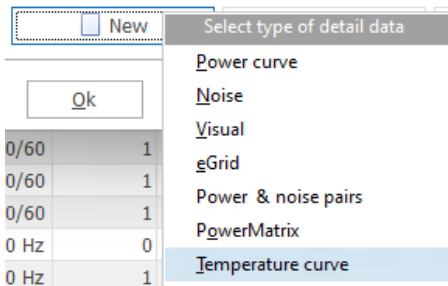 New
Select type of detail data
Power curve
Noise
Ok
Visual
0/60 1
eGrid
0/60 1
Power & noise pairs
0/60 1
PowerMatrix
0 Hz 0
Temperature curve
0 Hz 1